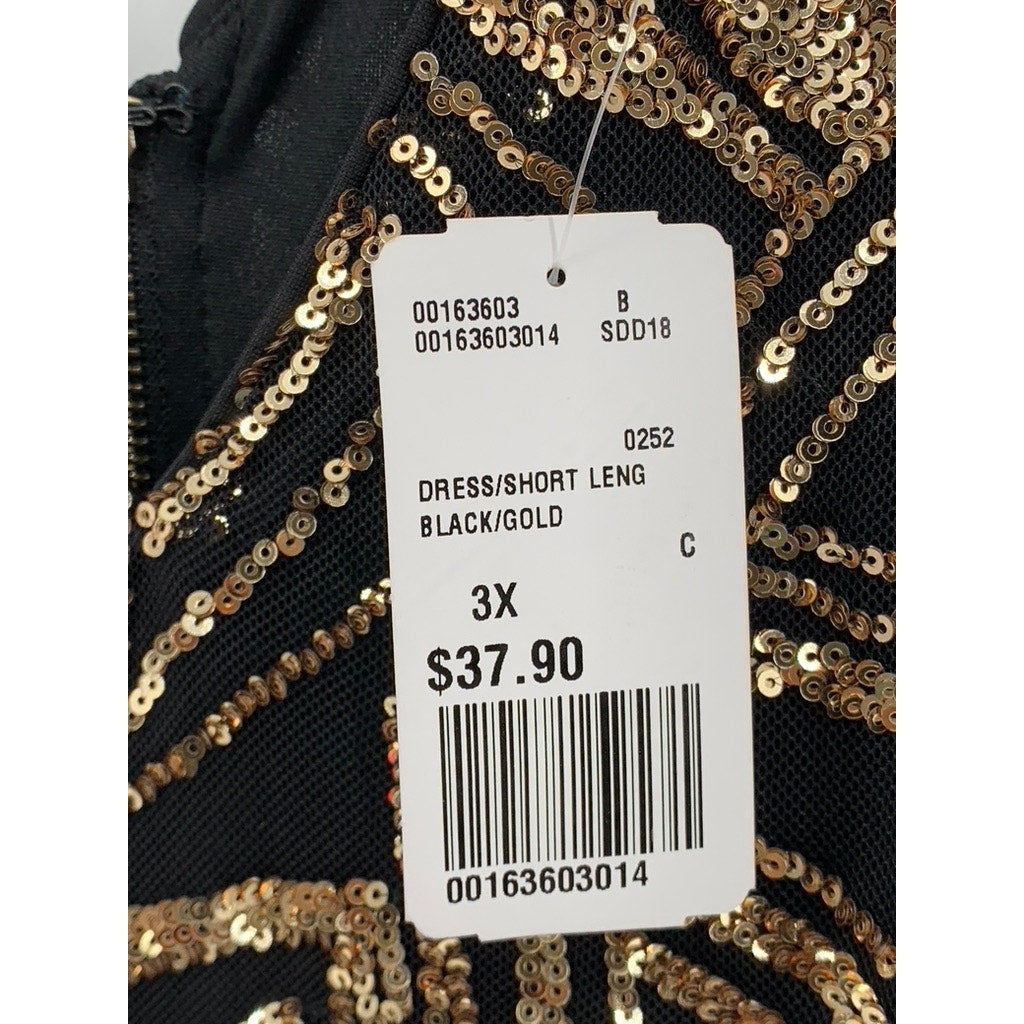 00163603 B
00163603014 SDD18
0252
DRESS/SHORT LENG
BLACK/GOLD
C
3X
$37.90
00163603014